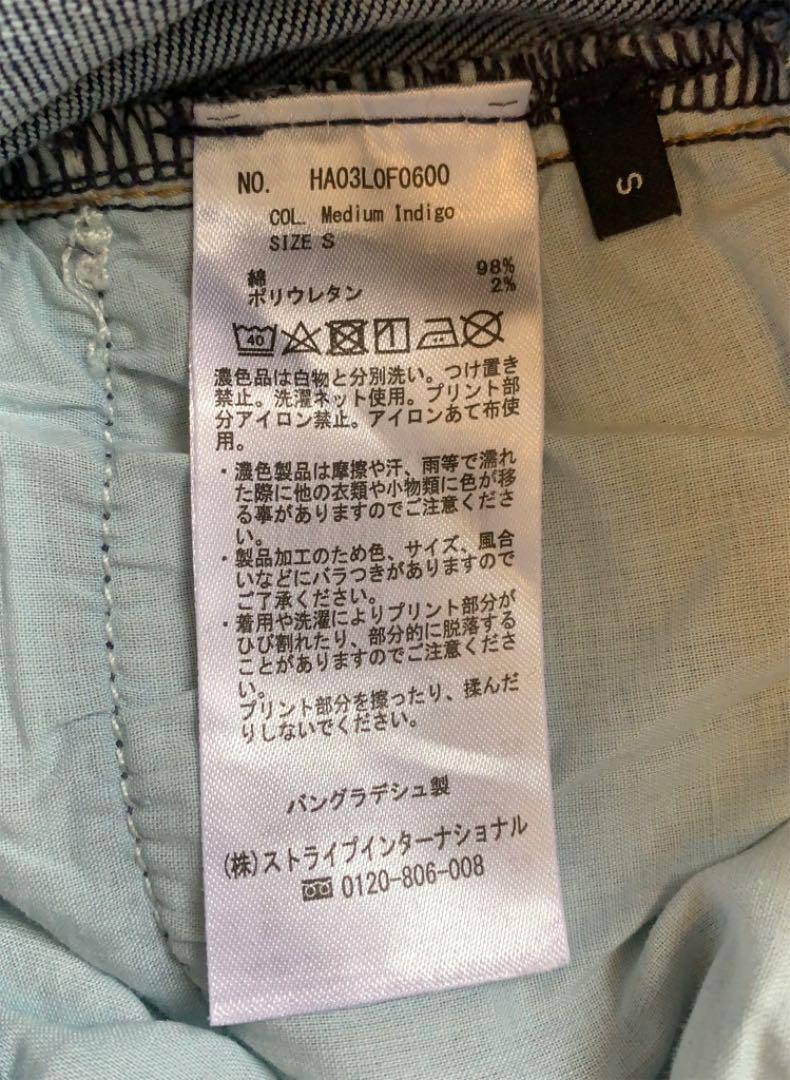 NO. HA03L0F0600
COL. Medium Indigo
SIZE S
S
綿 98%
ポリウレタン 2%
40
濃色品は白物と分別洗い。つけ置き
禁止。洗濯ネット使用。プリント部
分アイロン禁止。アイロンあて布使
用。
・濃色製品は摩擦や汗、雨等で濡れ
た際に他の衣類や小物類に色が移
る事がありますのでご注意くださ
い。
・製品加工のため色、サイズ、風合
いなどにバラつきがありますので
ご了承ください。
・着用や洗濯によりプリント部分が
ひび割れたり、部分的に脱落する
ことがありますのでご注意くださ
い。
プリント部分を擦ったり、揉んだ
りしないでください。
バングラデシュ製
(株)ストライプインターナショナル
0120-806-008